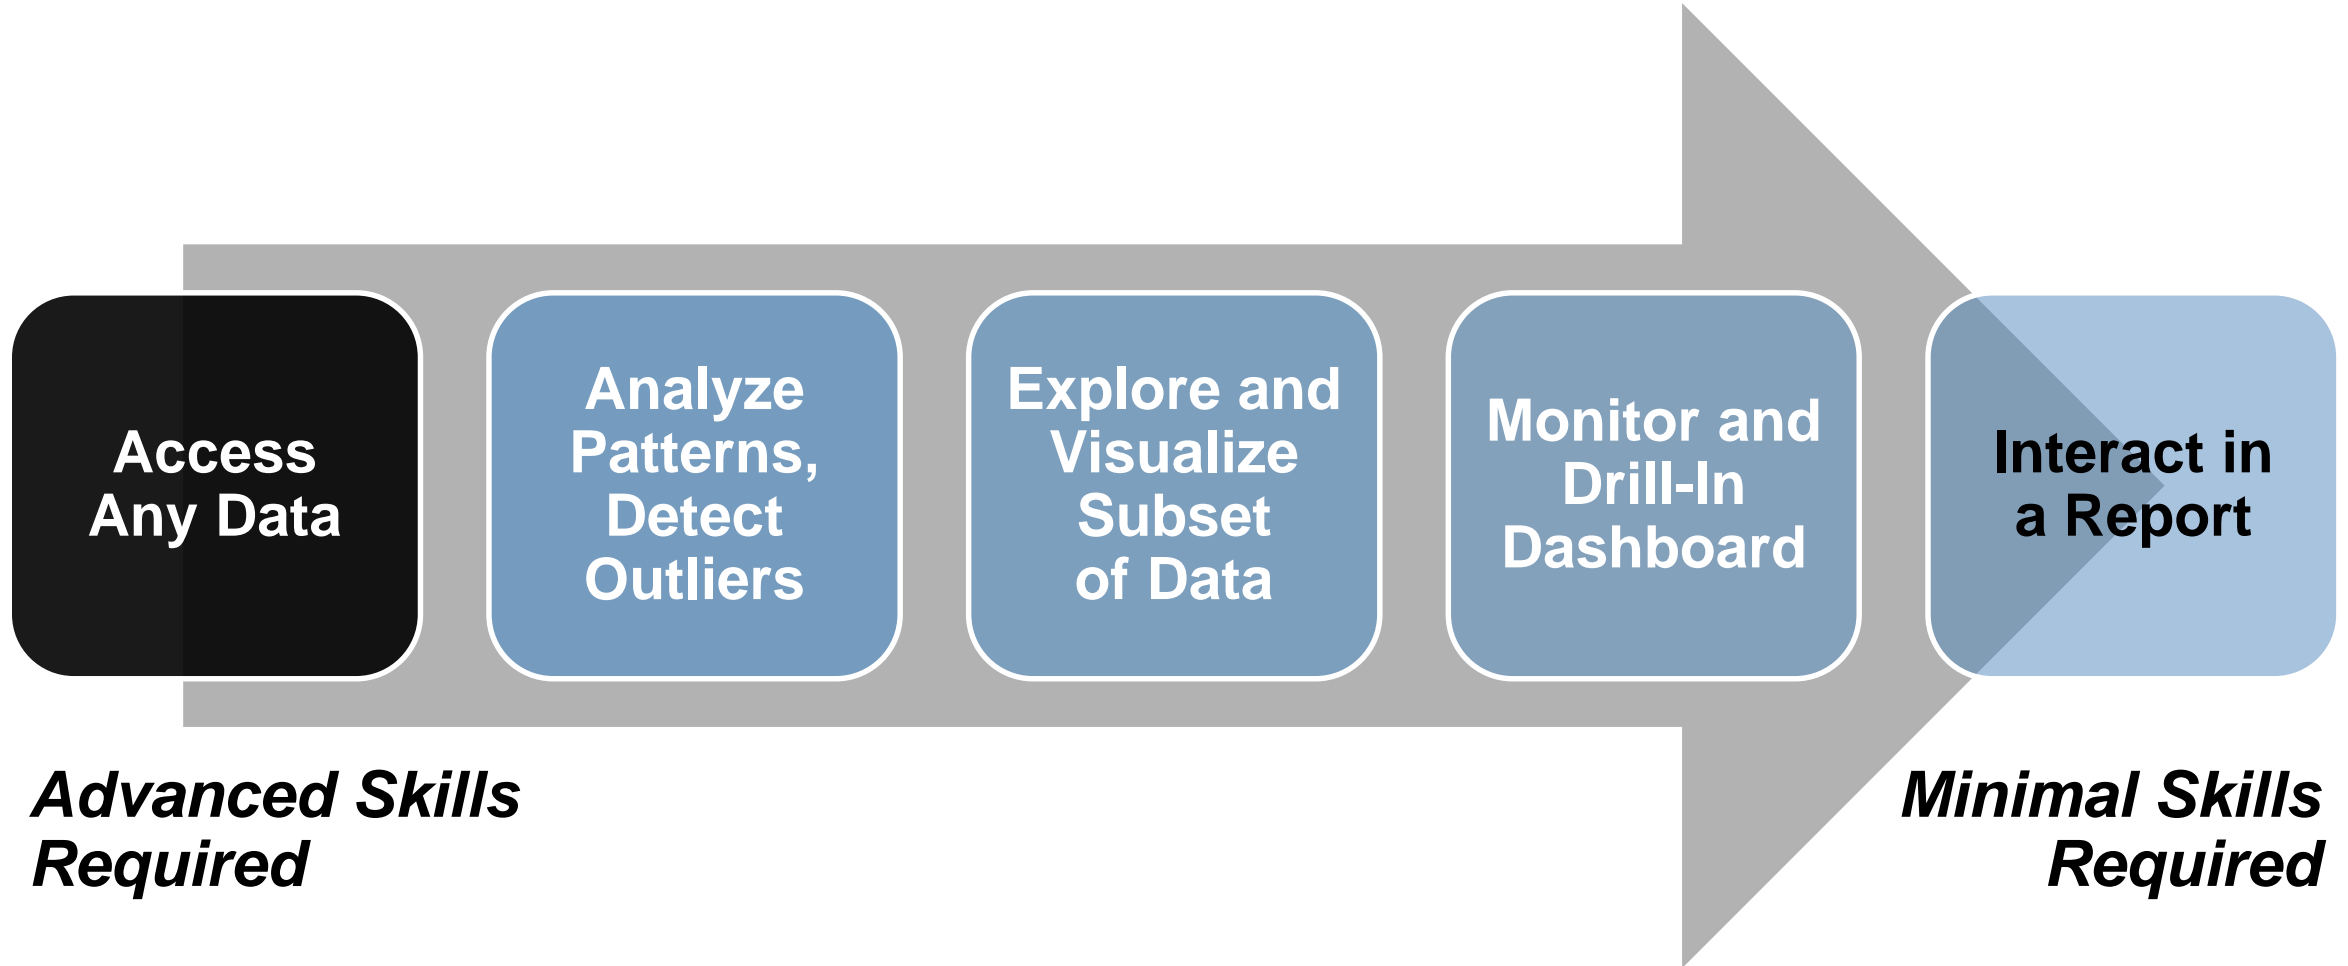 Access
Any Data
Analyze
Patterns,
Detect
Outliers
Explore and
Visualize
Subset
of Data
Monitor and
Drill-In
Dashboard
Interact in
a Report
Advanced Skills
Required
Minimal Skills
Required